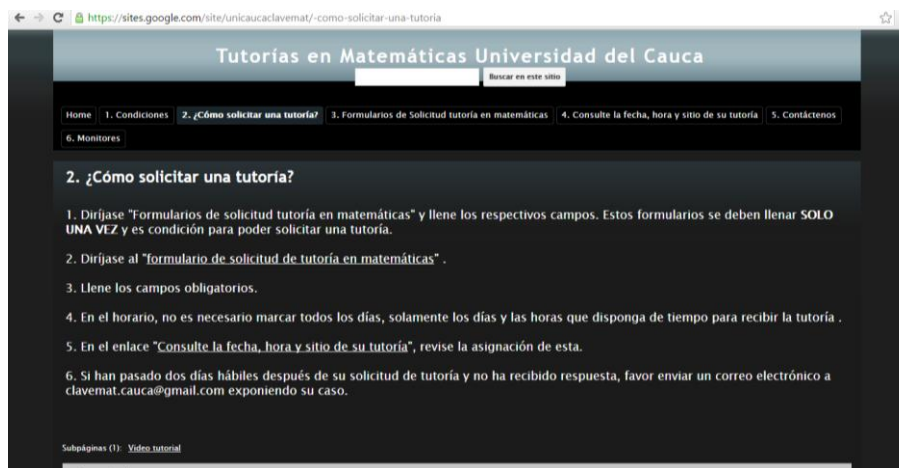 https://sites.google.com/site/unicaucaclavemat/-como-solicitar-una-tutoria
Tutorías en Matemáticas Universidad del Cauca
Buscar en este sitio
Home 1. Condiciones 2. ¿Cómo solicitar una tutoría? 3. Formularios de Solicitud tutoría en matemáticas 4. Consulte la fecha, hora y sitio de su tutoría 5. Contáctenos
6. Monitores
2. ¿Cómo solicitar una tutoría?
1. Diríjase "Formularios de solicitud tutoría en matemáticas" y llene los respectivos campos. Estos formularios se deben llenar SOLO
UNA VEZ y es condición para poder solicitar una tutoría.
2. Diríjase al "formulario de solicitud de tutoría en matemáticas" .
3. Llene los campos obligatorios.
4. En el horario, no es necesario marcar todos los días, solamente los días y las horas que disponga de tiempo para recibir la tutoría .
5. En el enlace "Consulte la fecha, hora y sitio de su tutoría", revise la asignación de esta.
6. Si han pasado dos días hábiles después de su solicitud de tutoría y no ha recibido respuesta, favor enviar un correo electrónico a
clavemat.cauca@gmail.com exponiendo su caso.
Subpáginas (1): Video tutorial